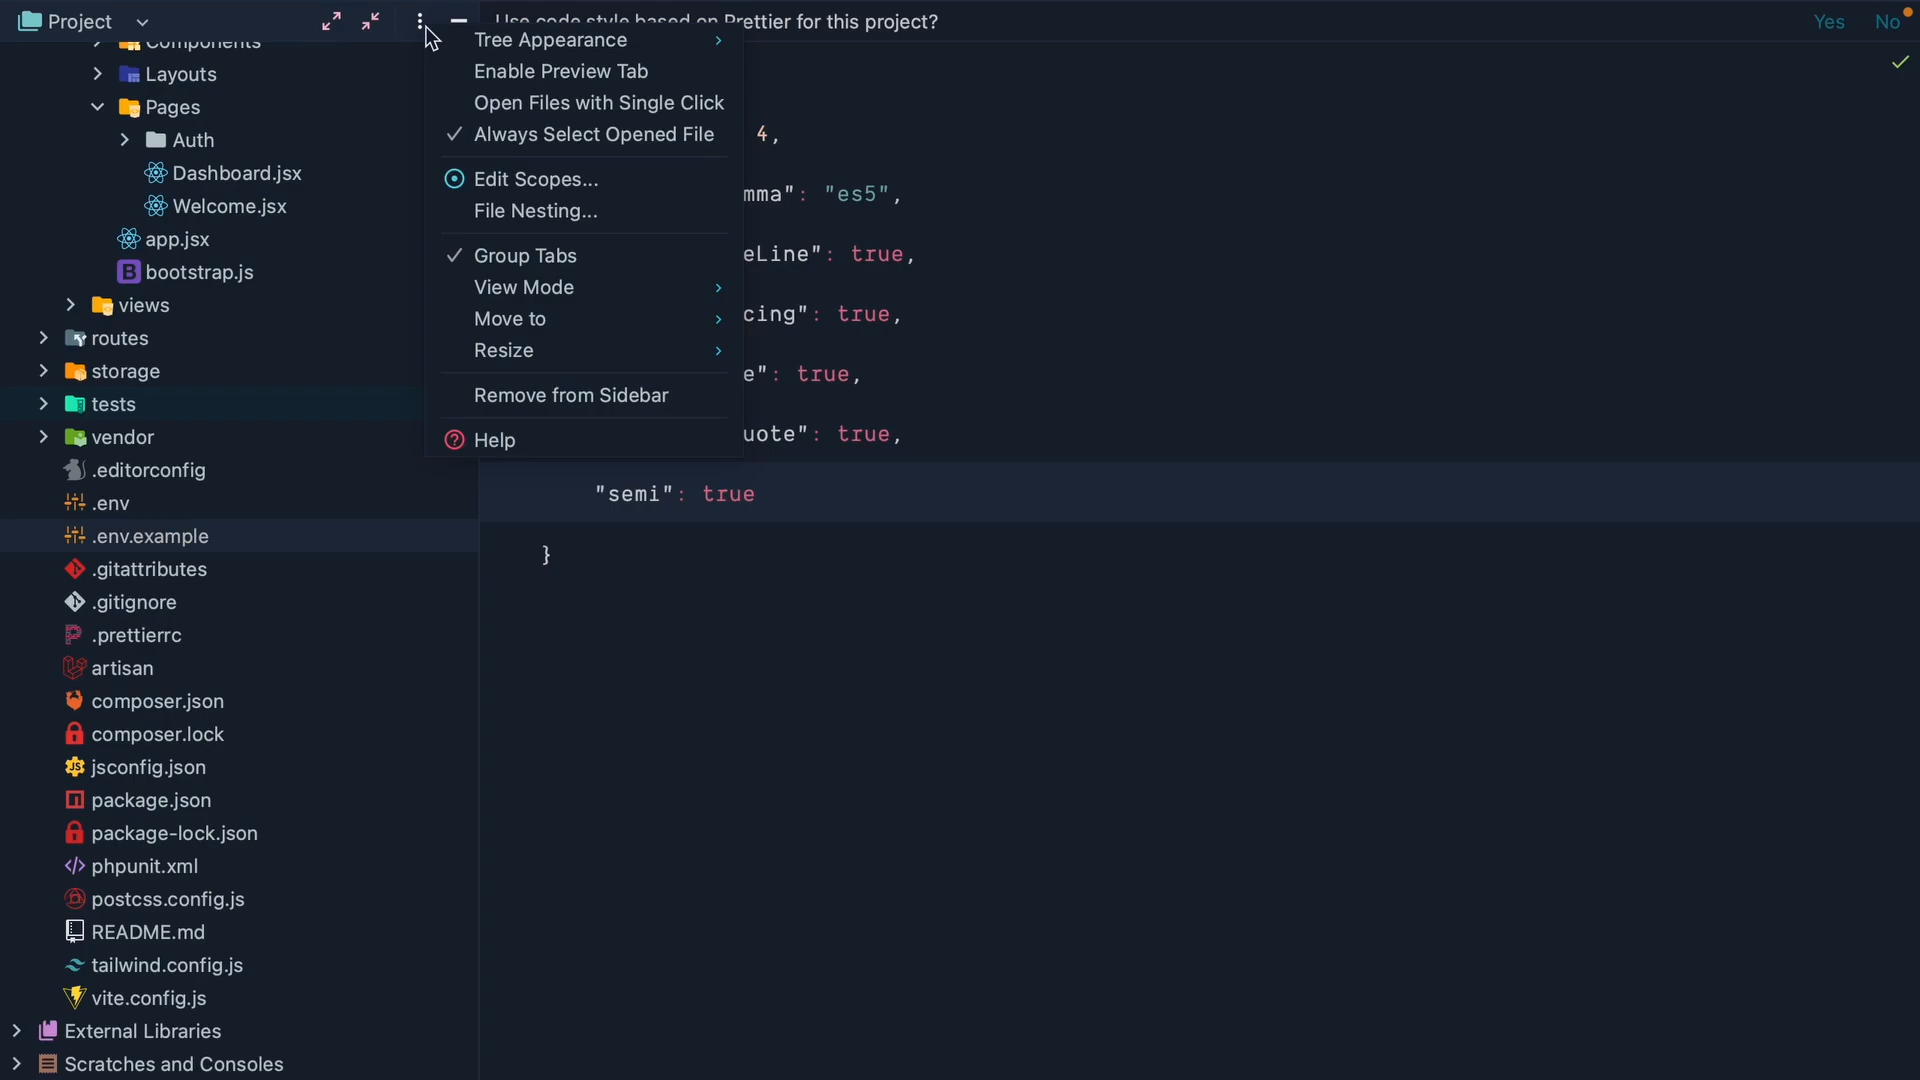 Project
Use code style based on Prettier for this project?
Yes
No
Components
Layouts
Pages
Auth
Dashboard.jsx
Welcome.jsx
app.jsx
bootstrap.js
views
routes
storage
tests
vendor
.editorconfig
.env
.env.example
.gitattributes
.gitignore
.prettierrc
artisan
composer.json
composer.lock
jsconfig.json
package.json
package-lock.json
phpunit.xml
postcss.config.js
README.md
tailwind.config.js
vite.config.js
External Libraries
Scratches and Consoles
Tree Appearance
Enable Preview Tab
Open Files with Single Click
Always Select Opened File
Edit Scopes...
File Nesting...
Group Tabs
View Mode
Move to
Resize
Remove from Sidebar
Help
4,
mma": "es5",
eLine": true,
cing": true,
e": true,
uote": true,
"semi": true
}